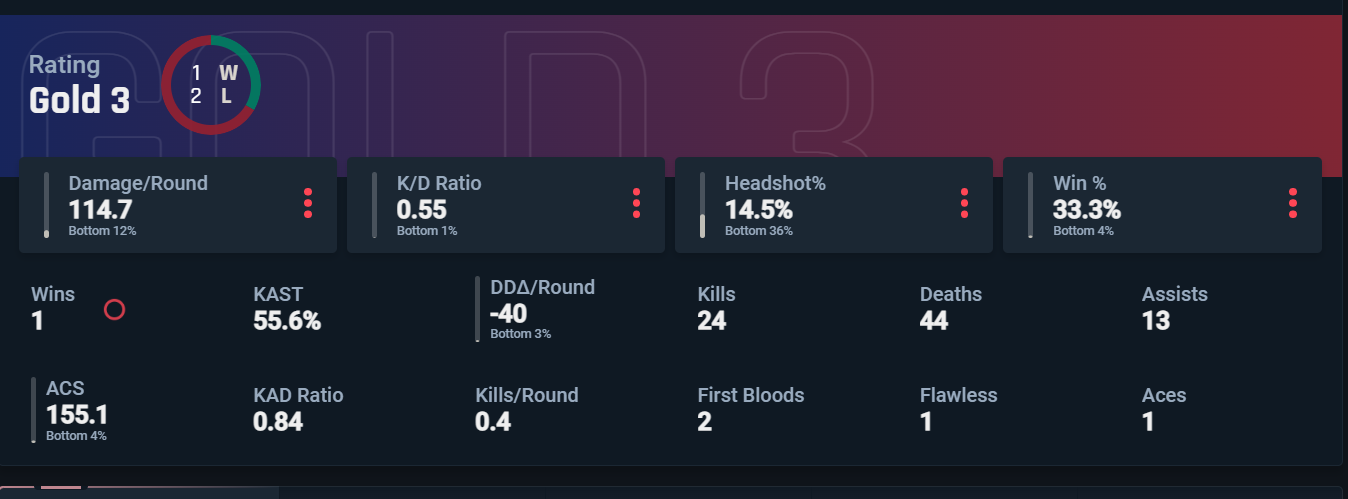 GOLD 3
Rating
Gold 3
1 W
2 L
Damage/Round
114.7
Bottom 12%
K/D Ratio
0.55
Bottom 1%
Headshot%
14.5%
Bottom 36%
Win %
33.3%
Bottom 4%
Wins
1
KAST
55.6%
DDΔ/Round
-40
Bottom 3%
Kills
24
Deaths
44
Assists
13
ACS
155.1
Bottom 4%
KAD Ratio
0.84
Kills/Round
0.4
First Bloods
2
Flawless
1
Aces
1